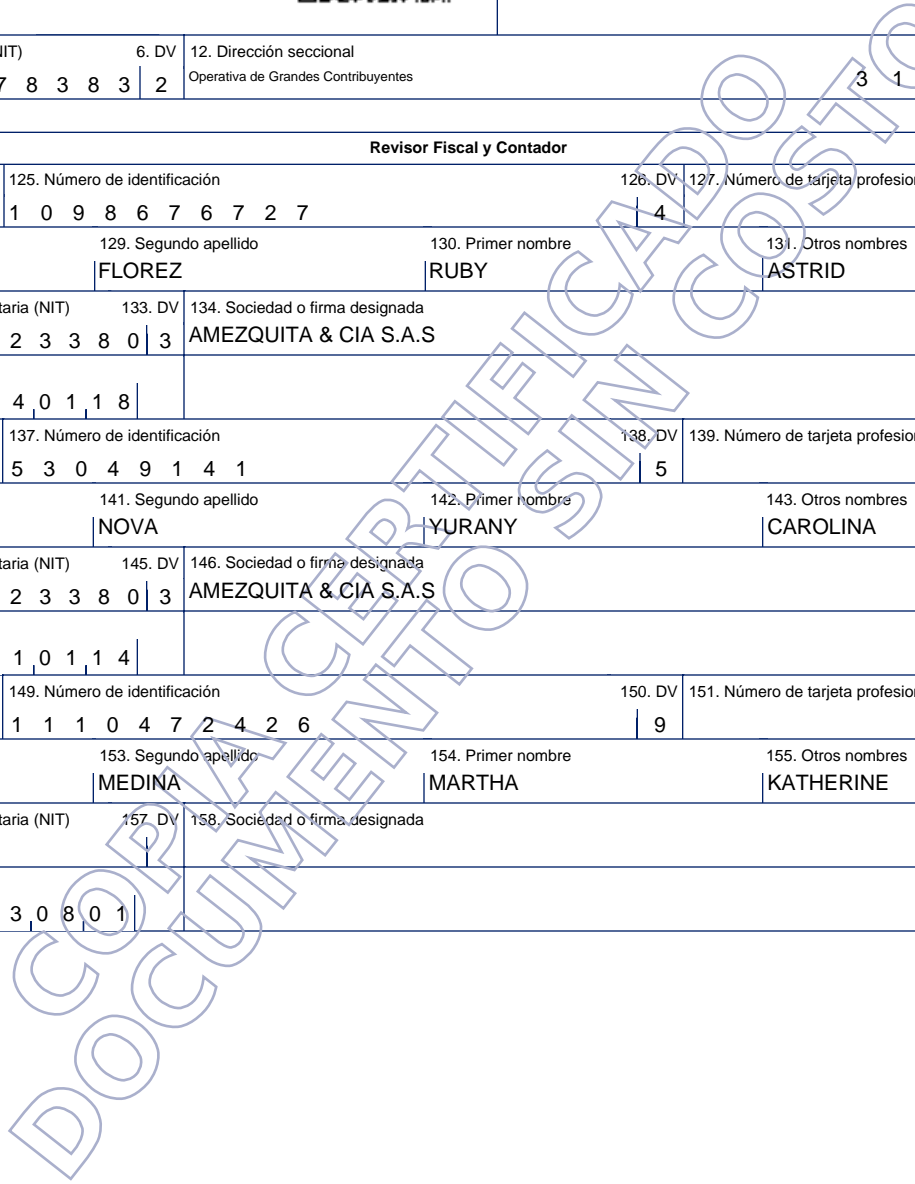 IT) 6. DV 12. Dirección seccional
7 8 3 8 3 2 Operativa de Grandes Contribuyentes 3 1
Revisor Fiscal y Contador
125. Número de identificación 126. DV 127. Número de tarjeta profesion
1 0 9 8 6 7 6 7 2 7 4
129. Segundo apellido 130. Primer nombre 131. Otros nombres
FLOREZ RUBY ASTRID
taria (NIT) 133. DV 134. Sociedad o firma designada
2 3 3 8 0 3 AMEZQUITA & CIA S.A.S
4 0 1 1 8
137. Número de identificación 138. DV 139. Número de tarjeta profesion
5 3 0 4 9 1 4 1 5
141. Segundo apellido 142. Primer nombre 143. Otros nombres
NOVA YURANY CAROLINA
taria (NIT) 145. DV 146. Sociedad o firma designada
2 3 3 8 0 3 AMEZQUITA & CIA S.A.S
1 0 1 1 4
149. Número de identificación 150. DV 151. Número de tarjeta profesion
1 1 1 0 4 7 2 4 2 6 9
153. Segundo apellido 154. Primer nombre 155. Otros nombres
MEDINA MARTHA KATHERINE
taria (NIT) 157. DV 158. Sociedad o firma designada
3 0 8 0 1
COPIA CERTIFICADO
DOCUMENTO SIN COSTO